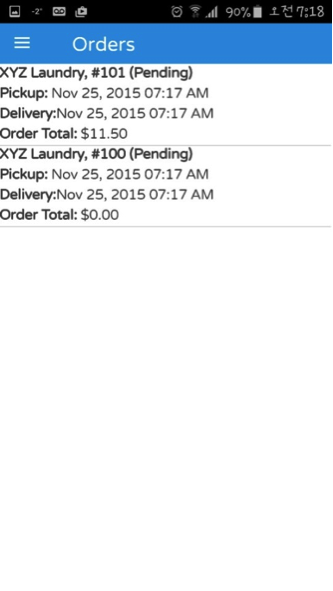 -2° 90% 오전 7:18
Orders
XYZ Laundry, #101 (Pending)
Pickup: Nov 25, 2015 07:17 AM
Delivery:Nov 25, 2015 07:17 AM
Order Total: $11.50
XYZ Laundry, #100 (Pending)
Pickup: Nov 25, 2015 07:17 AM
Delivery:Nov 25, 2015 07:17 AM
Order Total: $0.00